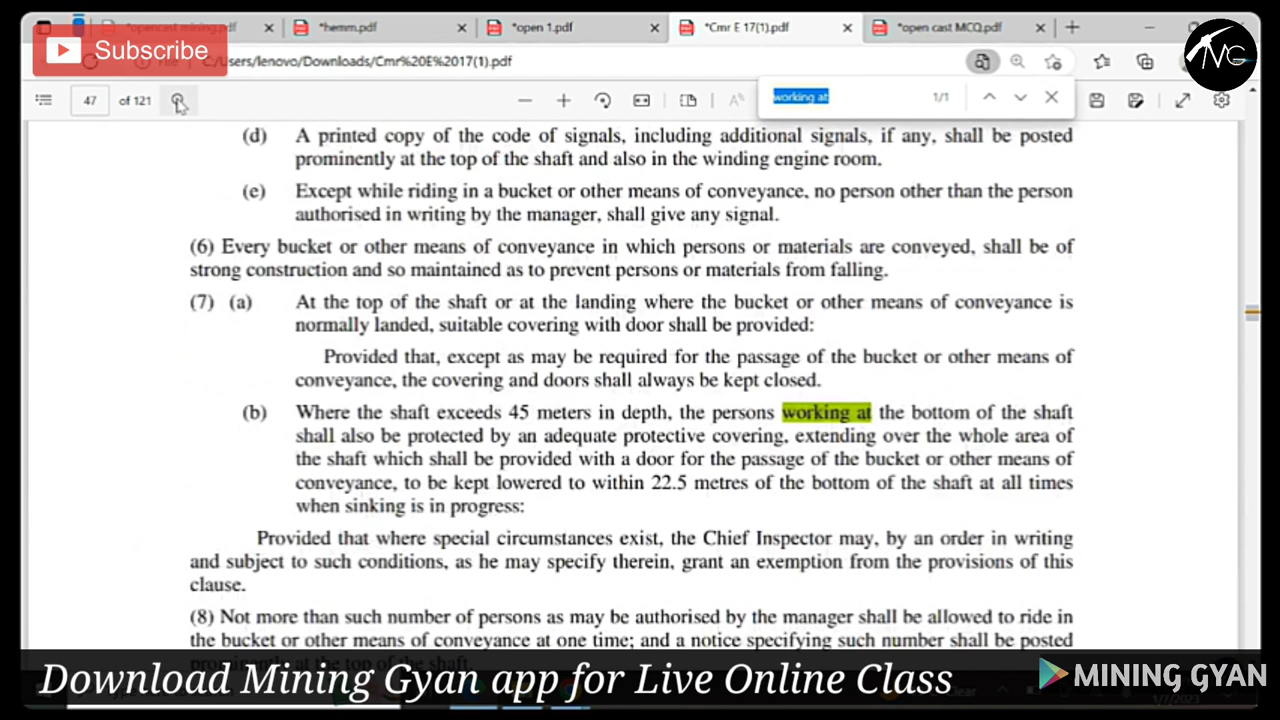 *opencast mining.pdf
*hemm.pdf
*open 1.pdf
*Cmr E 17(1).pdf
*open cast MCQ.pdf
Subscribe
C:/Users/lenovo/Downloads/Cmr%20E%2017(1).pdf
MG
47 of 121
working at 1/1
(d) A printed copy of the code of signals, including additional signals, if any, shall be posted
prominently at the top of the shaft and also in the winding engine room.
(e) Except while riding in a bucket or other means of conveyance, no person other than the person
authorised in writing by the manager, shall give any signal.
(6) Every bucket or other means of conveyance in which persons or materials are conveyed, shall be of
strong construction and so maintained as to prevent persons or materials from falling.
(7) (a) At the top of the shaft or at the landing where the bucket or other means of conveyance is
normally landed, suitable covering with door shall be provided:
Provided that, except as may be required for the passage of the bucket or other means of
conveyance, the covering and doors shall always be kept closed.
(b) Where the shaft exceeds 45 meters in depth, the persons working at the bottom of the shaft
shall also be protected by an adequate protective covering, extending over the whole area of
the shaft which shall be provided with a door for the passage of the bucket or other means of
conveyance, to be kept lowered to within 22.5 metres of the bottom of the shaft at all times
when sinking is in progress:
Provided that where special circumstances exist, the Chief Inspector may, by an order in writing
and subject to such conditions, as he may specify therein, grant an exemption from the provisions of this
clause.
(8) Not more than such number of persons as may be authorised by the manager shall be allowed to ride in
the bucket or other means of conveyance at one time; and a notice specifying such number shall be posted
prominently at the top of the shaft.
Download Mining Gyan app for Live Online Class
MINING GYAN